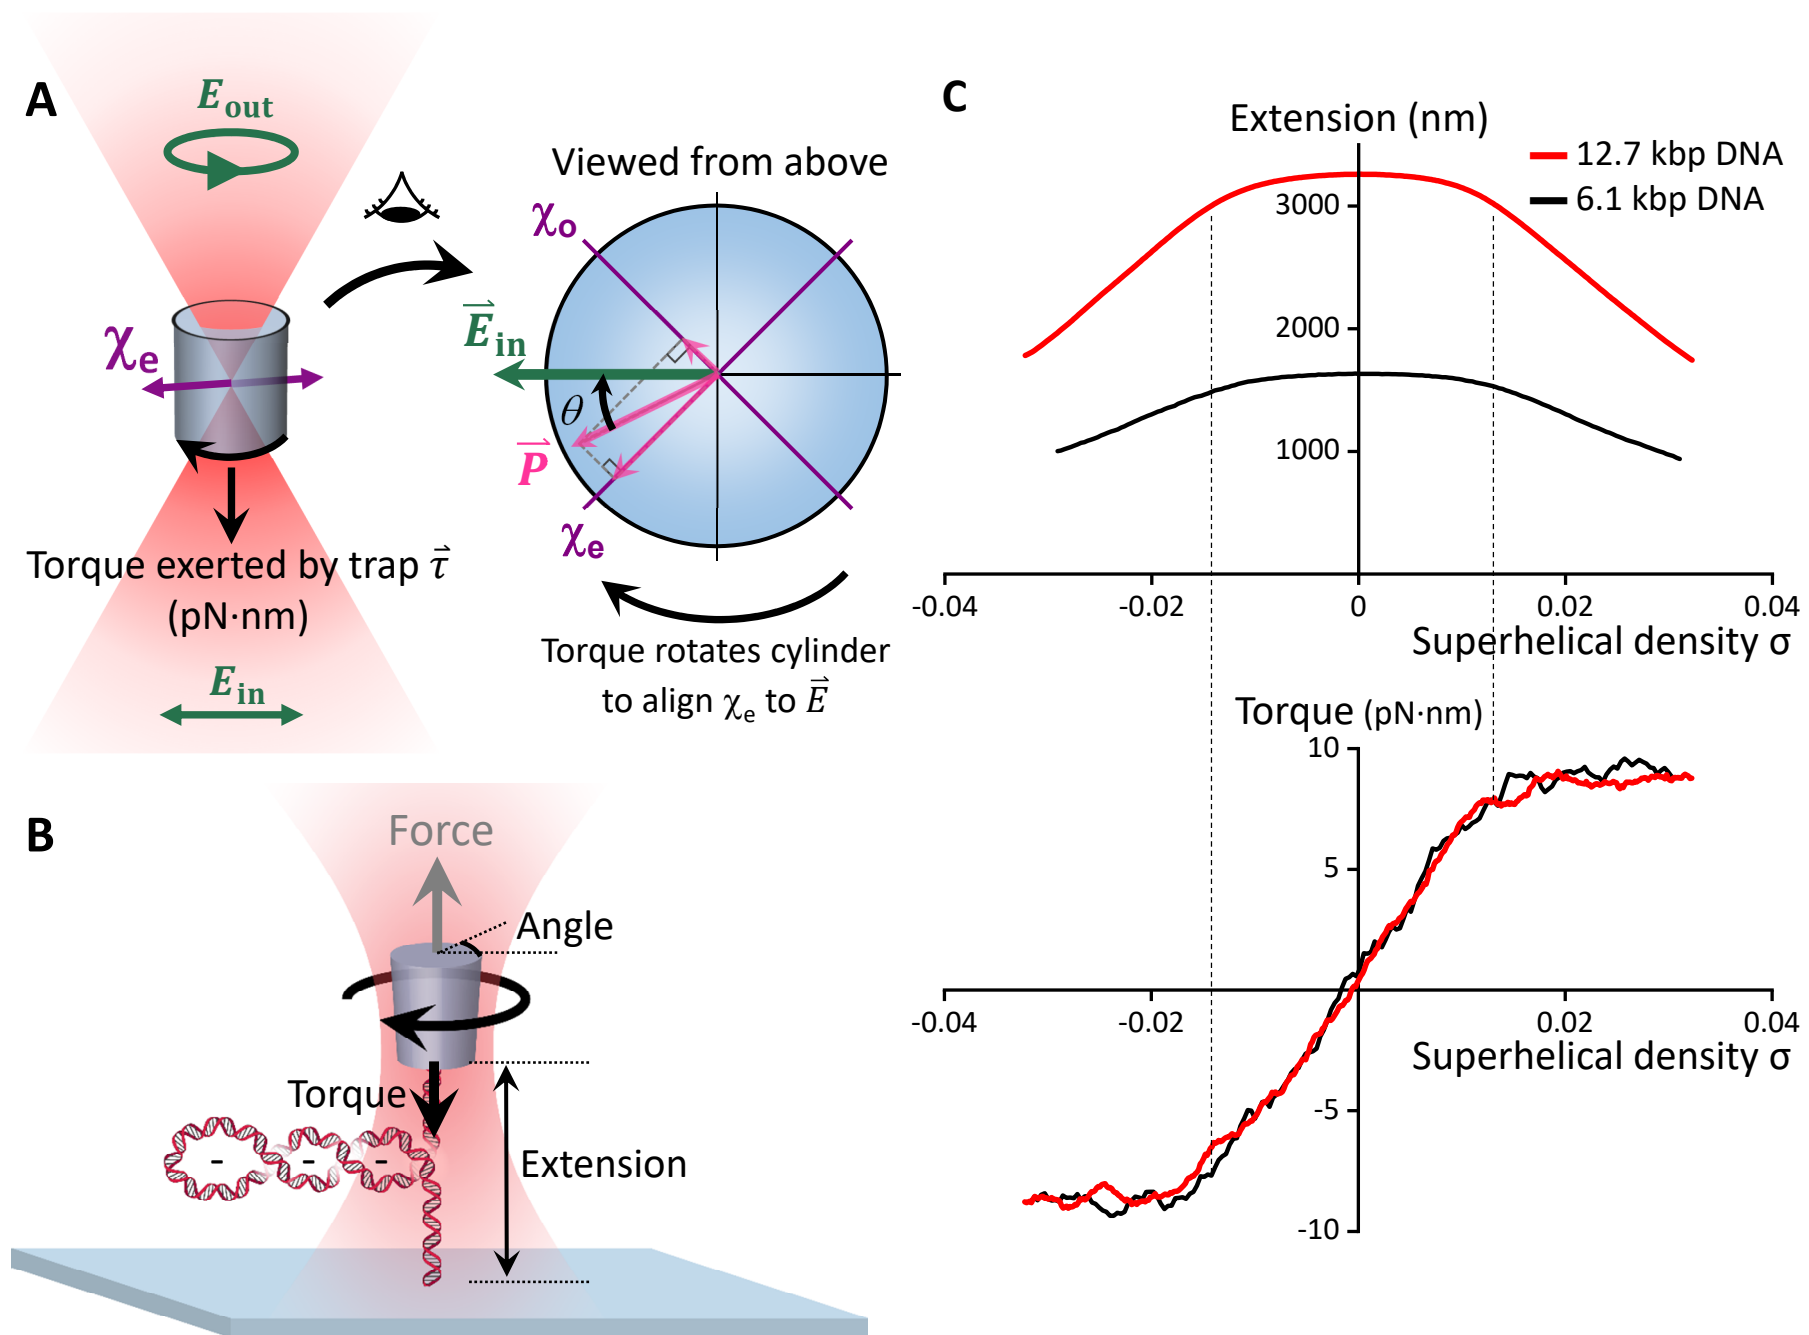 A
E out
Viewed from above
χo
χe
E⃗ in
θ
P⃗
χe
Torque exerted by trap τ⃗
(pN·nm)
E in
Torque rotates cylinder
to align χe to E⃗
B
Force
Angle
Torque
Extension
-
-
-
C
Extension (nm)
12.7 kbp DNA
6.1 kbp DNA
3000
2000
1000
-0.04
-0.02
0
0.02
0.04
Superhelical density σ
Torque (pN·nm)
10
5
-0.04
-0.02
0.02
0.04
Superhelical density σ
-5
-10